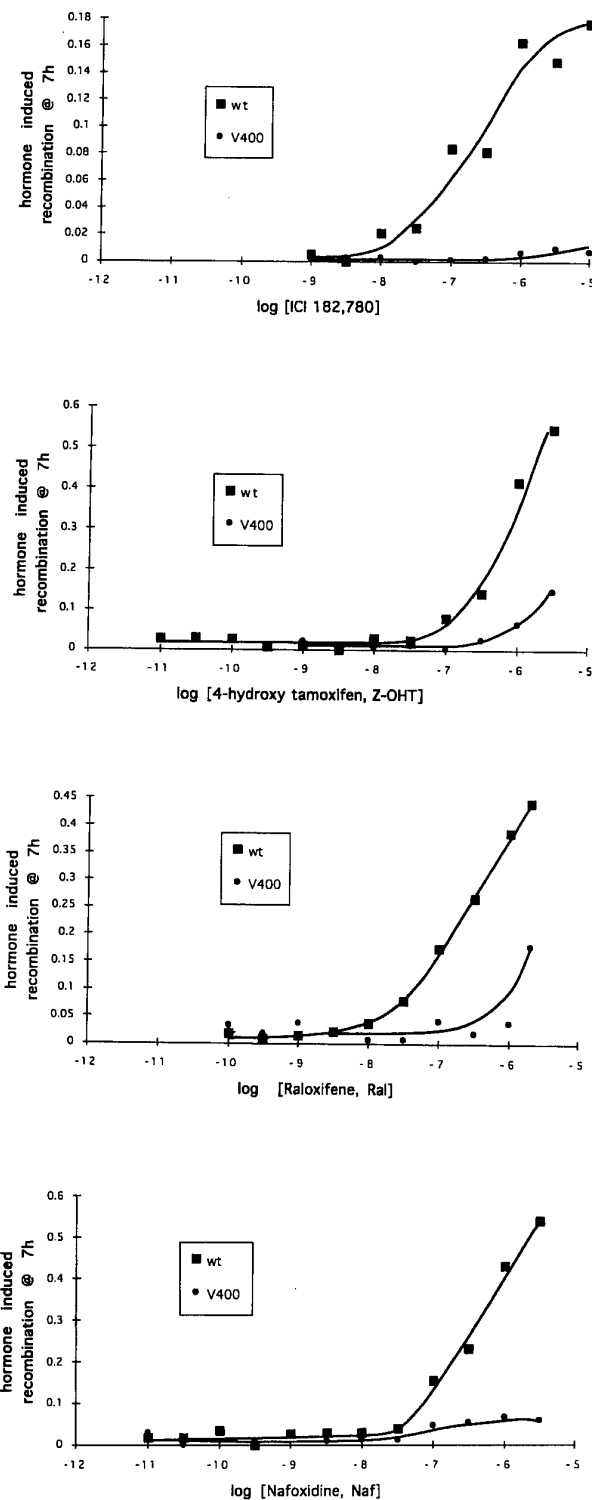 0.18
0.16
0.14
0.12
0.1
0.08
0.06
0.04
0.02
0
hormone induced
recombination @ 7h
wt
V400
-12 -11 -10 -9 -8 -7 -6 -5
log [ICI 182,780]
0.6
0.5
0.4
0.3
0.2
0.1
0
hormone induced
recombination @ 7h
wt
V400
-12 -11 -10 -9 -8 -7 -6 -5
log [4-hydroxy tamoxifen, Z-OHT]
0.45
0.4
0.35
0.3
0.25
0.2
0.15
0.1
0.05
0
hormone induced
recombination @ 7h
wt
V400
-12 -11 -10 -9 -8 -7 -6 -5
log [Raloxifene, Ral]
0.6
0.5
0.4
0.3
0.2
0.1
0
hormone induced
recombination @ 7h
wt
V400
-12 -11 -10 -9 -8 -7 -6 -5
log [Nafoxidine, Naf]